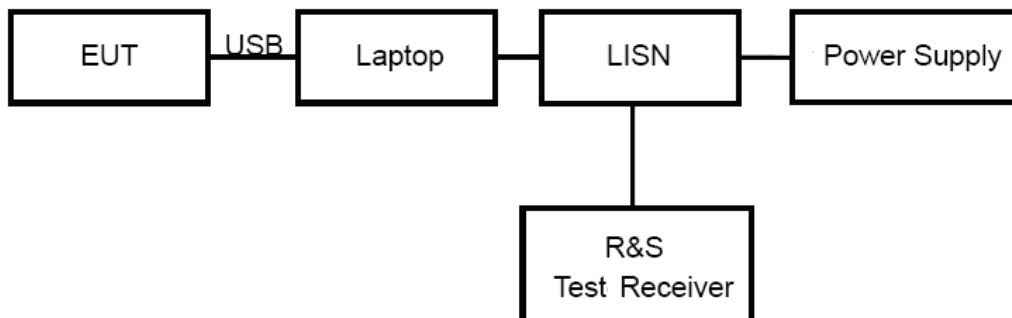 EUT
USB
Laptop
LISN
Power Supply
R&S
Test Receiver